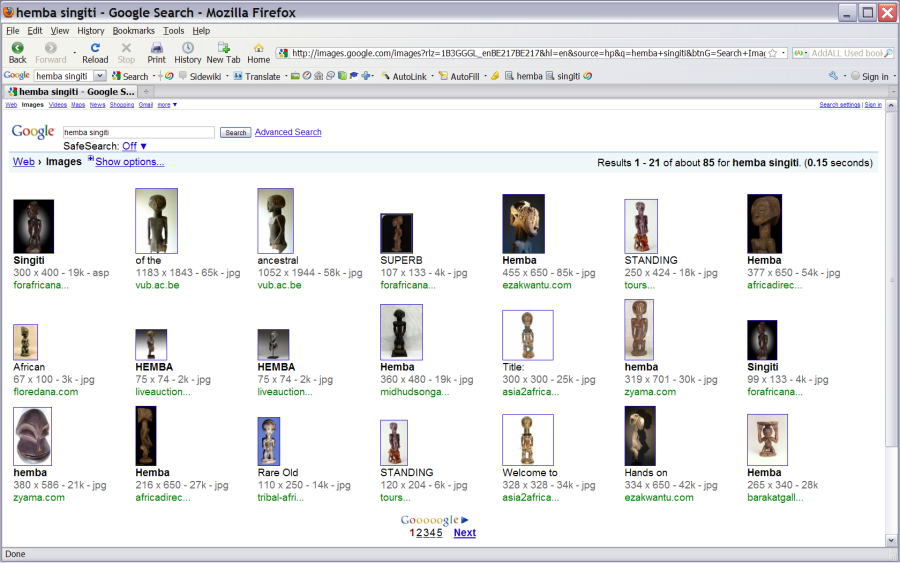 hemba singiti - Google Search - Mozilla Firefox
File Edit View History Bookmarks Tools Help
Back Forward Reload Stop Print History New Tab Home http://images.google.com/images?rlz=1B3GGGL_enBE217BE217&hl=en&source=hp&q=hemba+singiti&btnG=Search+Imag AddALL Used book
Google hemba singiti Search Sidewiki Translate AutoLink AutoFill hemba singiti Sign in
hemba singiti - Google S...
Web Images Videos Maps News Shopping Gmail more ▼ Search settings | Sign in
Google hemba singiti Search Advanced Search
SafeSearch: Off ▼
Web › Images Show options... Results 1 - 21 of about 85 for hemba singiti. (0.15 seconds)
Singiti of the ancestral SUPERB Hemba STANDING Hemba
300 x 400 - 19k - asp 1183 x 1843 - 65k - jpg 1052 x 1944 - 58k - jpg 107 x 133 - 4k - jpg 455 x 650 - 85k - jpg 250 x 424 - 18k - jpg 377 x 650 - 54k - jpg
forafricana... vub.ac.be vub.ac.be forafricana... ezakwantu.com tours... africadirec...
African HEMBA HEMBA Hemba Title: hemba Singiti
67 x 100 - 3k - jpg 75 x 74 - 2k - jpg 75 x 74 - 2k - jpg 360 x 480 - 19k - jpg 300 x 300 - 25k - jpg 319 x 701 - 30k - jpg 99 x 133 - 4k - jpg
floredana.com liveauction... liveauction... midhudsonga... asia2africa... zyama.com forafricana...
hemba Hemba Rare Old STANDING Welcome to Hands on Hemba
380 x 586 - 21k - jpg 216 x 650 - 27k - jpg 110 x 250 - 14k - jpg 120 x 204 - 6k - jpg 328 x 328 - 34k - jpg 334 x 650 - 42k - jpg 265 x 340 - 28k
zyama.com africadirec... tribal-afri... tours... asia2africa... ezakwantu.com barakatgall...
Gooooogle
1 2 3 4 5 Next
Done